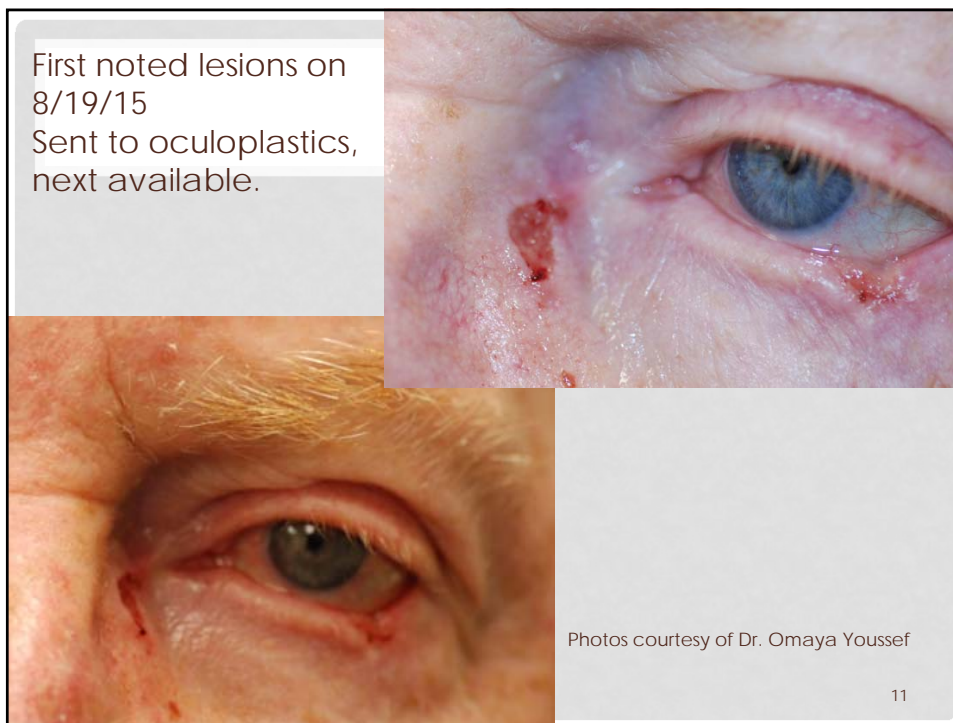 First noted lesions on
8/19/15
Sent to oculoplastics,
next available.
Photos courtesy of Dr. Omaya Youssef
11